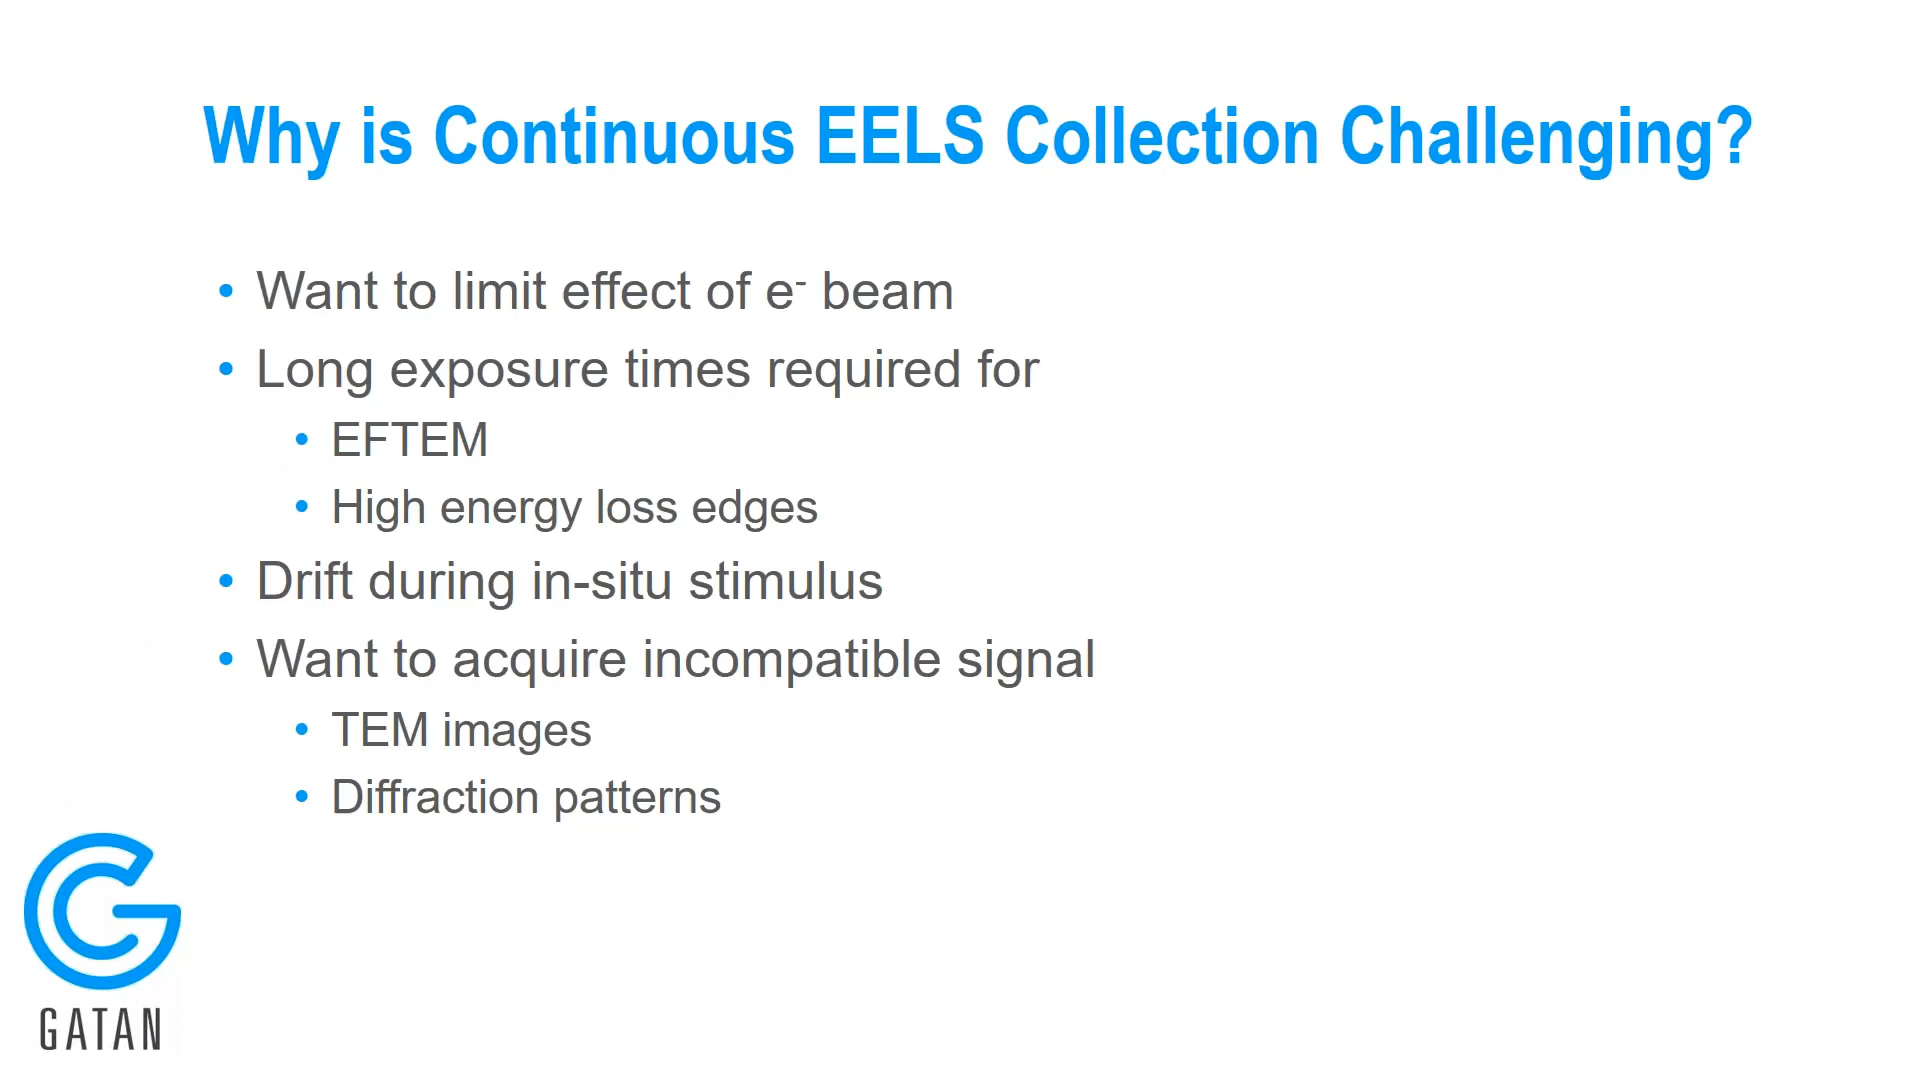 Why is Continuous EELS Collection Challenging?
• Want to limit effect of e⁻ beam
• Long exposure times required for
• EFTEM
• High energy loss edges
• Drift during in-situ stimulus
• Want to acquire incompatible signal
• TEM images
• Diffraction patterns
GATAN